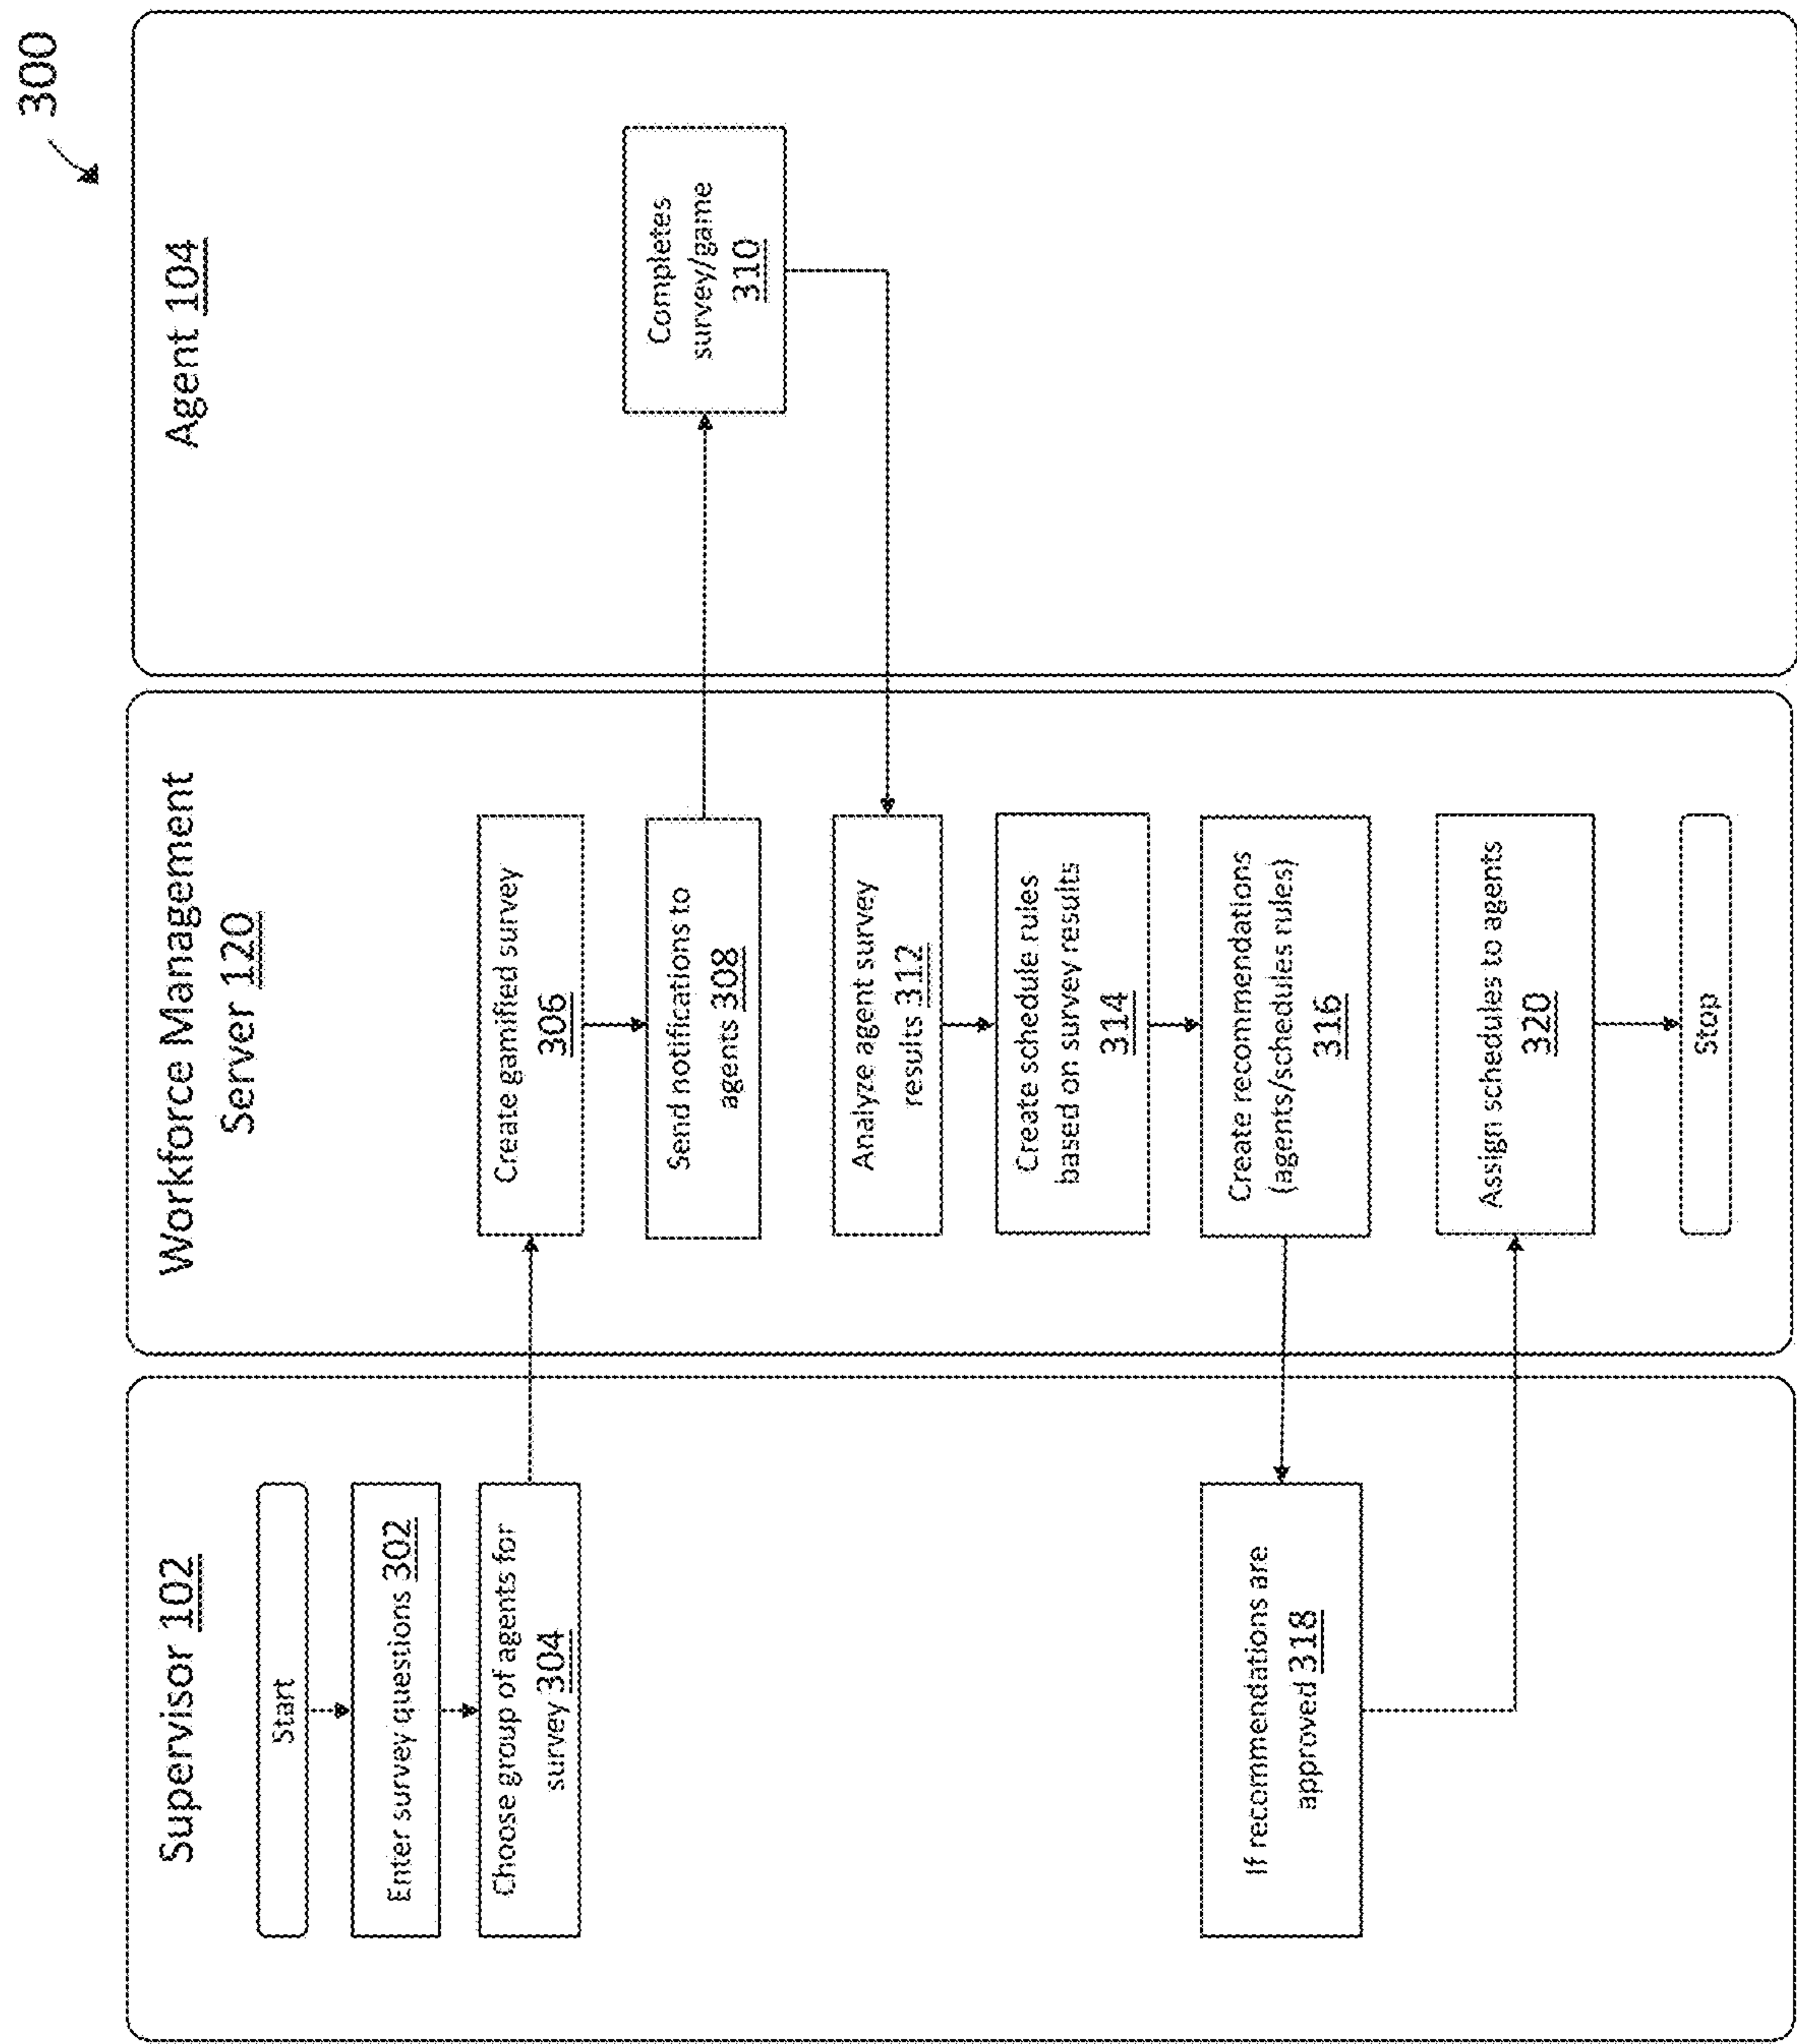 300
Supervisor 102
Start
Enter survey questions 302
Choose group of agents for
survey 304
If recommendations are
approved 318
Workforce Management
Server 120
Create gamified survey
306
Send notifications to
agents 308
Analyze agent survey
results 312
Create schedule rules
based on survey results
314
Create recommendations
(agents/schedules rules)
316
Assign schedules to agents
320
Stop
Agent 104
Completes
survey/game
310